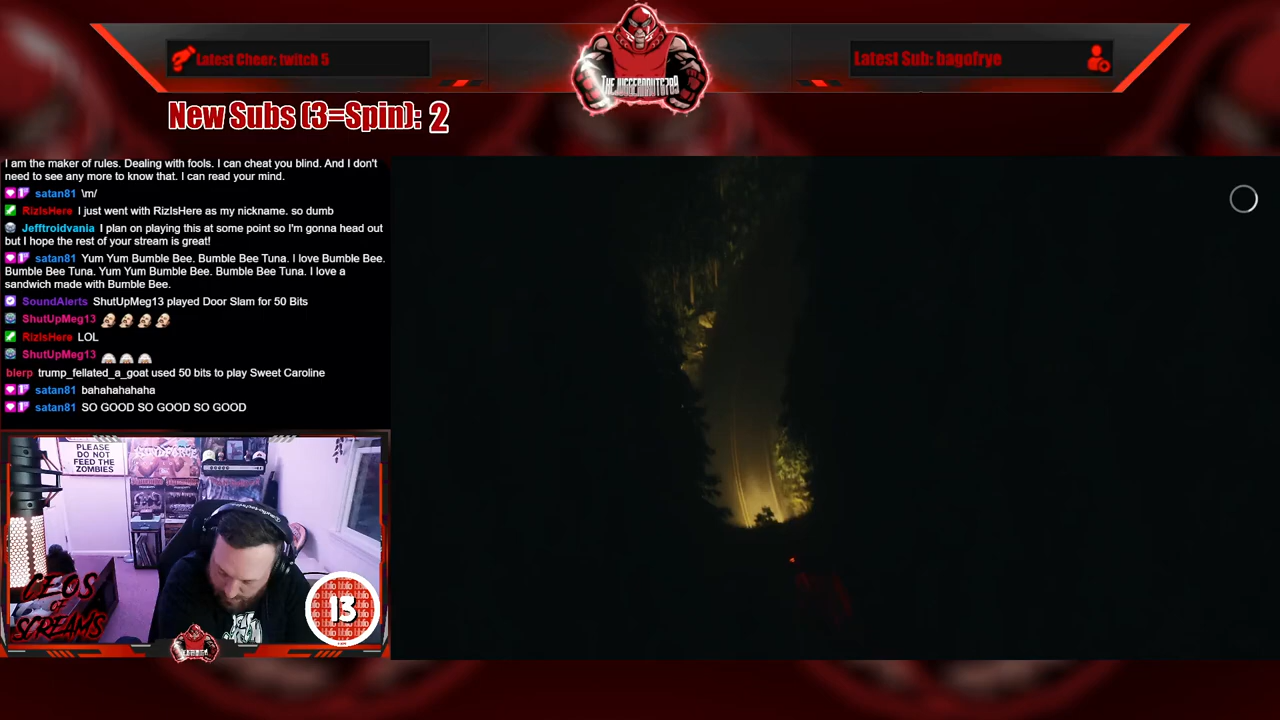 Latest Cheer: twitch 5
THEJUGGERNAUT6789
Latest Sub: bagofrye
New Subs (3=Spin): 2
I am the maker of rules. Dealing with fools. I can cheat you blind. And I don't
need to see any more to know that. I can read your mind.
satan81 \m/
RizIsHere I just went with RizIsHere as my nickname. so dumb
Jefftroidvania I plan on playing this at some point so I'm gonna head out
but I hope the rest of your stream is great!
satan81 Yum Yum Bumble Bee. Bumble Bee Tuna. I love Bumble Bee.
Bumble Bee Tuna. Yum Yum Bumble Bee. Bumble Bee Tuna. I love a
sandwich made with Bumble Bee.
SoundAlerts ShutUpMeg13 played Door Slam for 50 Bits
ShutUpMeg13
RizIsHere LOL
ShutUpMeg13
blerp trump_fellated_a_goat used 50 bits to play Sweet Caroline
satan81 bahahahahaha
satan81 SO GOOD SO GOOD SO GOOD
PLEASE
DO NOT
FEED THE
ZOMBIES
CEOS
OF
SCREAMS
13